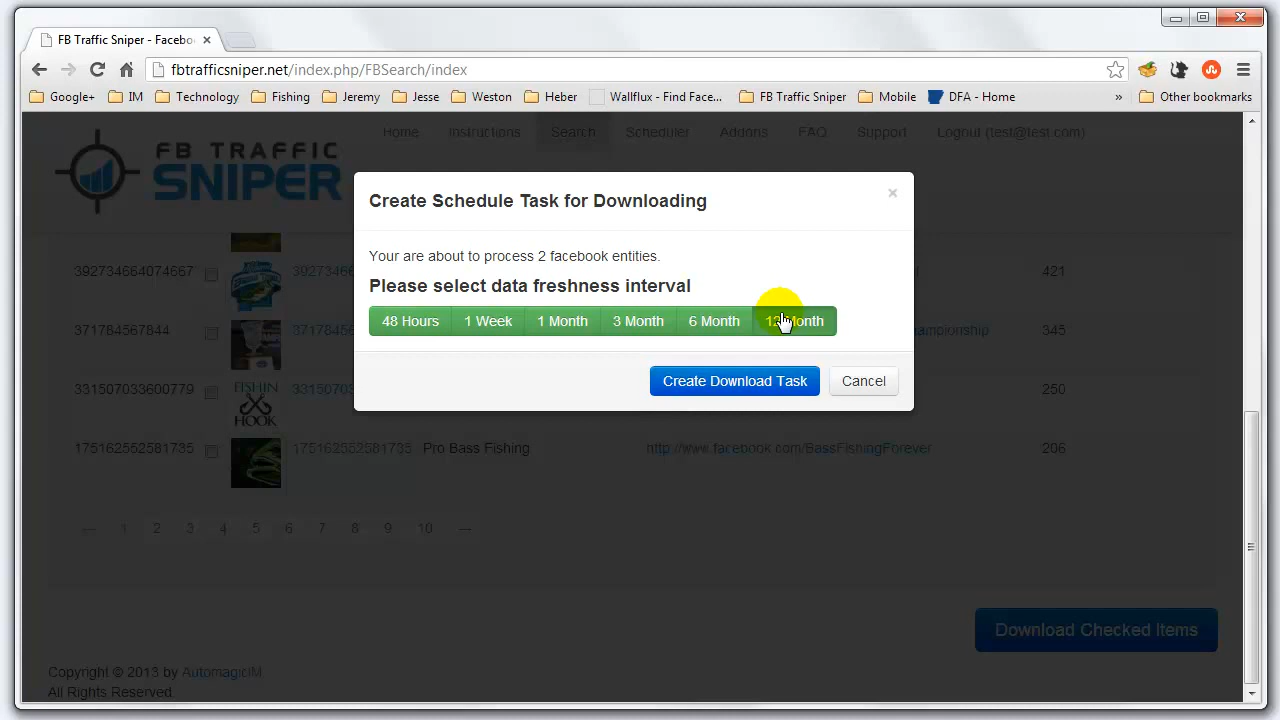 FB Traffic Sniper - Facebo
fbtrafficsniper.net/index.php/FBSearch/index
Google+ IM Technology Fishing Jeremy Jesse Weston Heber Wallflux - Find Face... FB Traffic Sniper Mobile DFA - Home » Other bookmarks
Home Instructions Search Scheduler Addons FAQ Support Logout (test@test.com)
FB TRAFFIC
SNIPER
Create Schedule Task for Downloading ×
Your are about to process 2 facebook entities.
Please select data freshness interval
48 Hours 1 Week 1 Month 3 Month 6 Month 12 Month
Create Download Task Cancel
392734664074667 421
371784567844 345
331507033600779 FISHIN HOOK 250
175162552581735 175162552581735 Pro Bass Fishing http://www.facebook.com/BassFishingForever 206
1 2 3 4 5 6 7 8 9 10
Download Checked Items
Copyright © 2013 by AutomagicIM
All Rights Reserved.